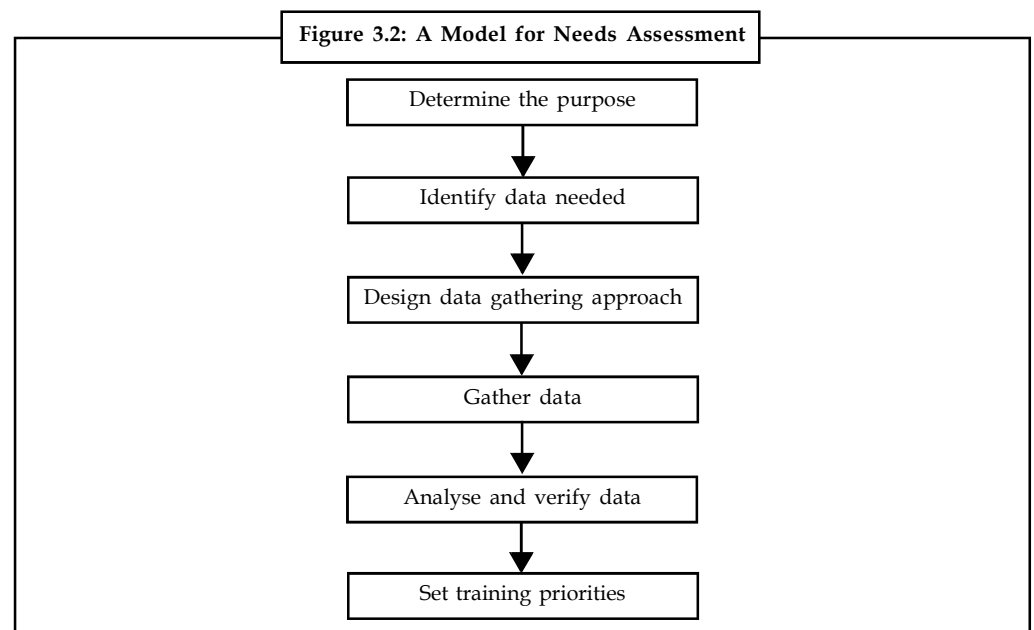 Figure 3.2: A Model for Needs Assessment
Determine the purpose
Identify data needed
Design data gathering approach
Gather data
Analyse and verify data
Set training priorities